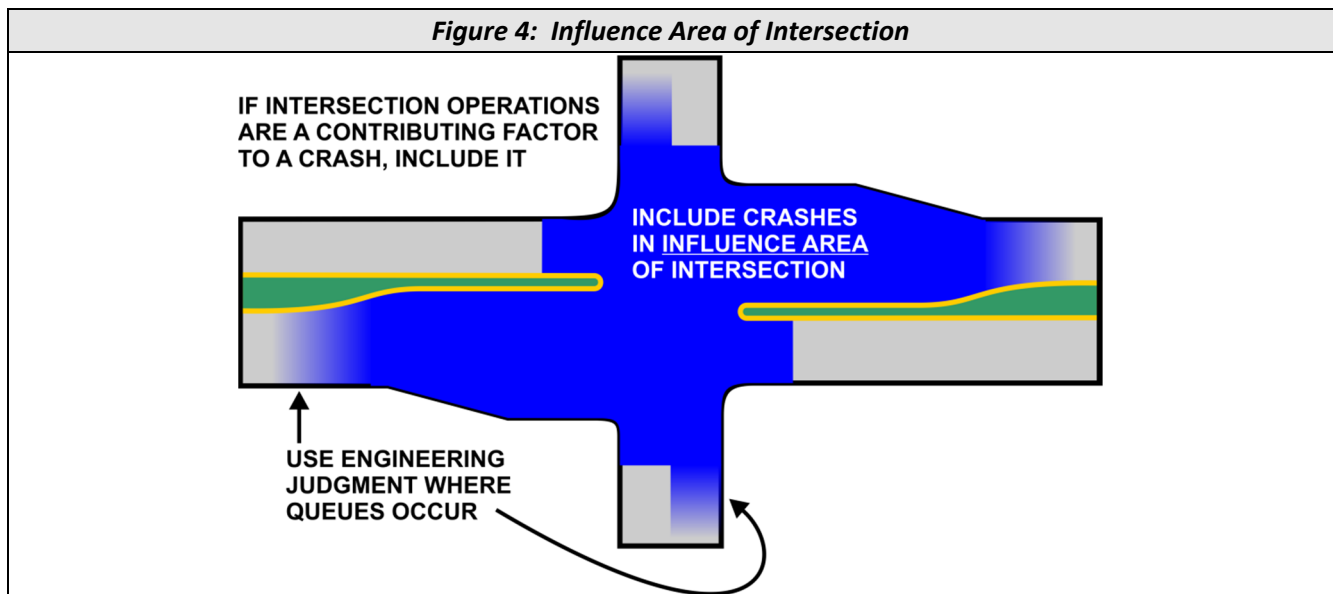 Figure 4:  Influence Area of Intersection
IF INTERSECTION OPERATIONS
ARE A CONTRIBUTING FACTOR
TO A CRASH, INCLUDE IT
INCLUDE CRASHES
IN INFLUENCE AREA
OF INTERSECTION
USE ENGINEERING
JUDGMENT WHERE
QUEUES OCCUR